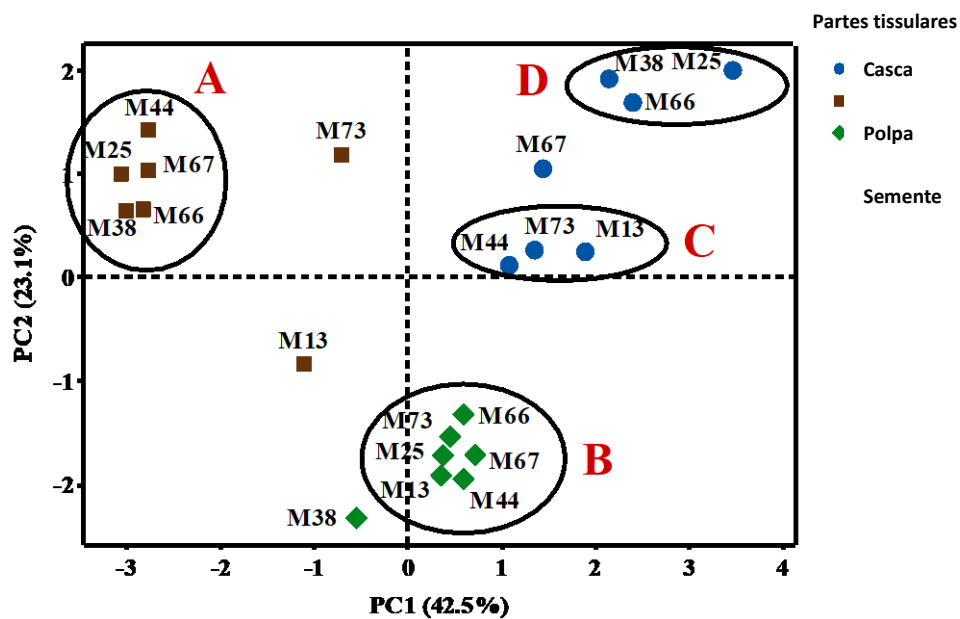 Partes tissulares
Casca
Polpa
Semente
A
D
M38 M25
M66
M44
M73
M25
M67
M67
M38
M66
M44
M73
M13
C
M13
M73
M66
M25
M67
M13
M44
M38
B
2
1
0
-1
-2
PC2 (23.1%)
-3 -2 -1 0 1 2 3 4
PC1 (42.5%)